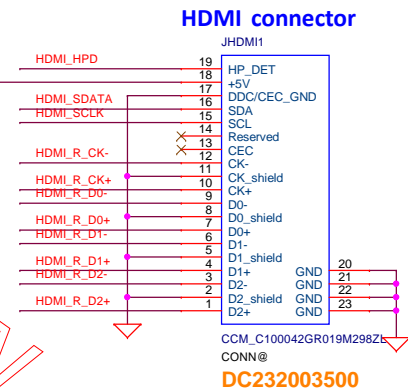 HDMI connector
JHDMI1
HDMI_HPD 19 HP_DET
18 +5V
17 DDC/CEC_GND
HDMI_SDATA 16 SDA
HDMI_SCLK 15 SCL
14 Reserved
13 CEC
HDMI_R_CK- 12 CK-
11 CK_shield
HDMI_R_CK+ 10 CK+
HDMI_R_D0- 9 D0-
8 D0_shield
HDMI_R_D0+ 7 D0+
HDMI_R_D1- 6 D1-
5 D1_shield
HDMI_R_D1+ 4 D1+ GND 20
HDMI_R_D2- 3 D2- GND 21
2 D2_shield GND 22
HDMI_R_D2+ 1 D2+ GND 23
CCM_C100042GR019M298ZL
CONN@
DC232003500